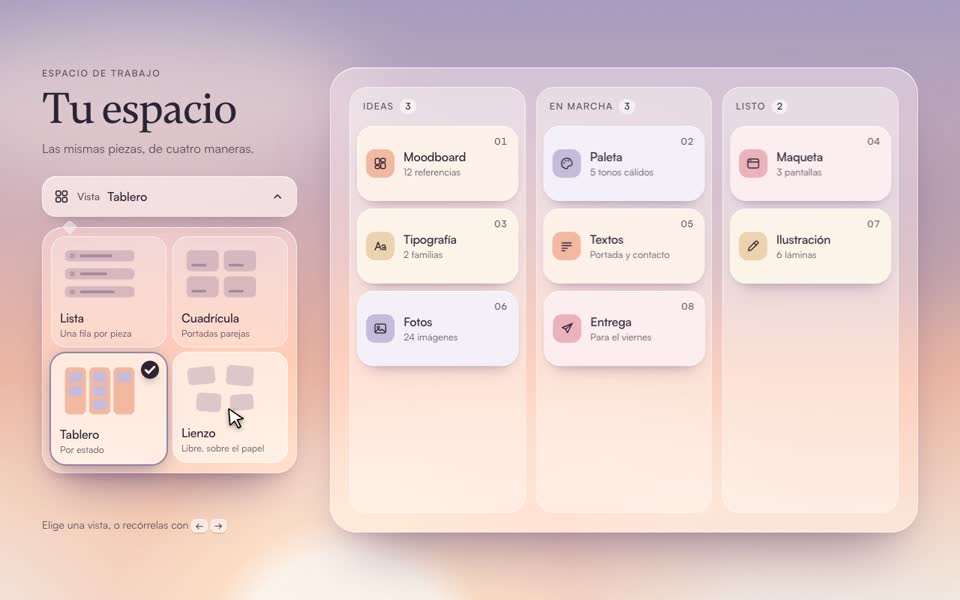 ESPACIO DE TRABAJO
Tu espacio
Las mismas piezas, de cuatro maneras.
Vista Tablero
Lista
Una fila por pieza
Cuadrícula
Portadas parejas
Tablero
Por estado
Lienzo
Libre, sobre el papel
Elige una vista, o recórrelas con ← →
IDEAS 3
01
Moodboard
12 referencias
03
Aa
Tipografía
2 familias
06
Fotos
24 imágenes
EN MARCHA 3
02
Paleta
5 tonos cálidos
05
Textos
Portada y contacto
08
Entrega
Para el viernes
LISTO 2
04
Maqueta
3 pantallas
07
Ilustración
6 láminas